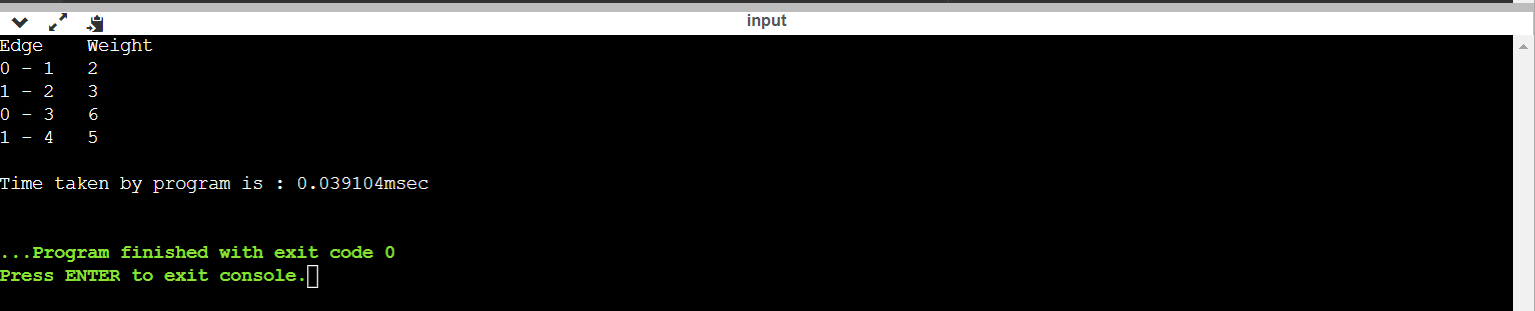 input
Edge    Weight
0 - 1   2
1 - 2   3
0 - 3   6
1 - 4   5
Time taken by program is : 0.039104msec
...Program finished with exit code 0
Press ENTER to exit console.